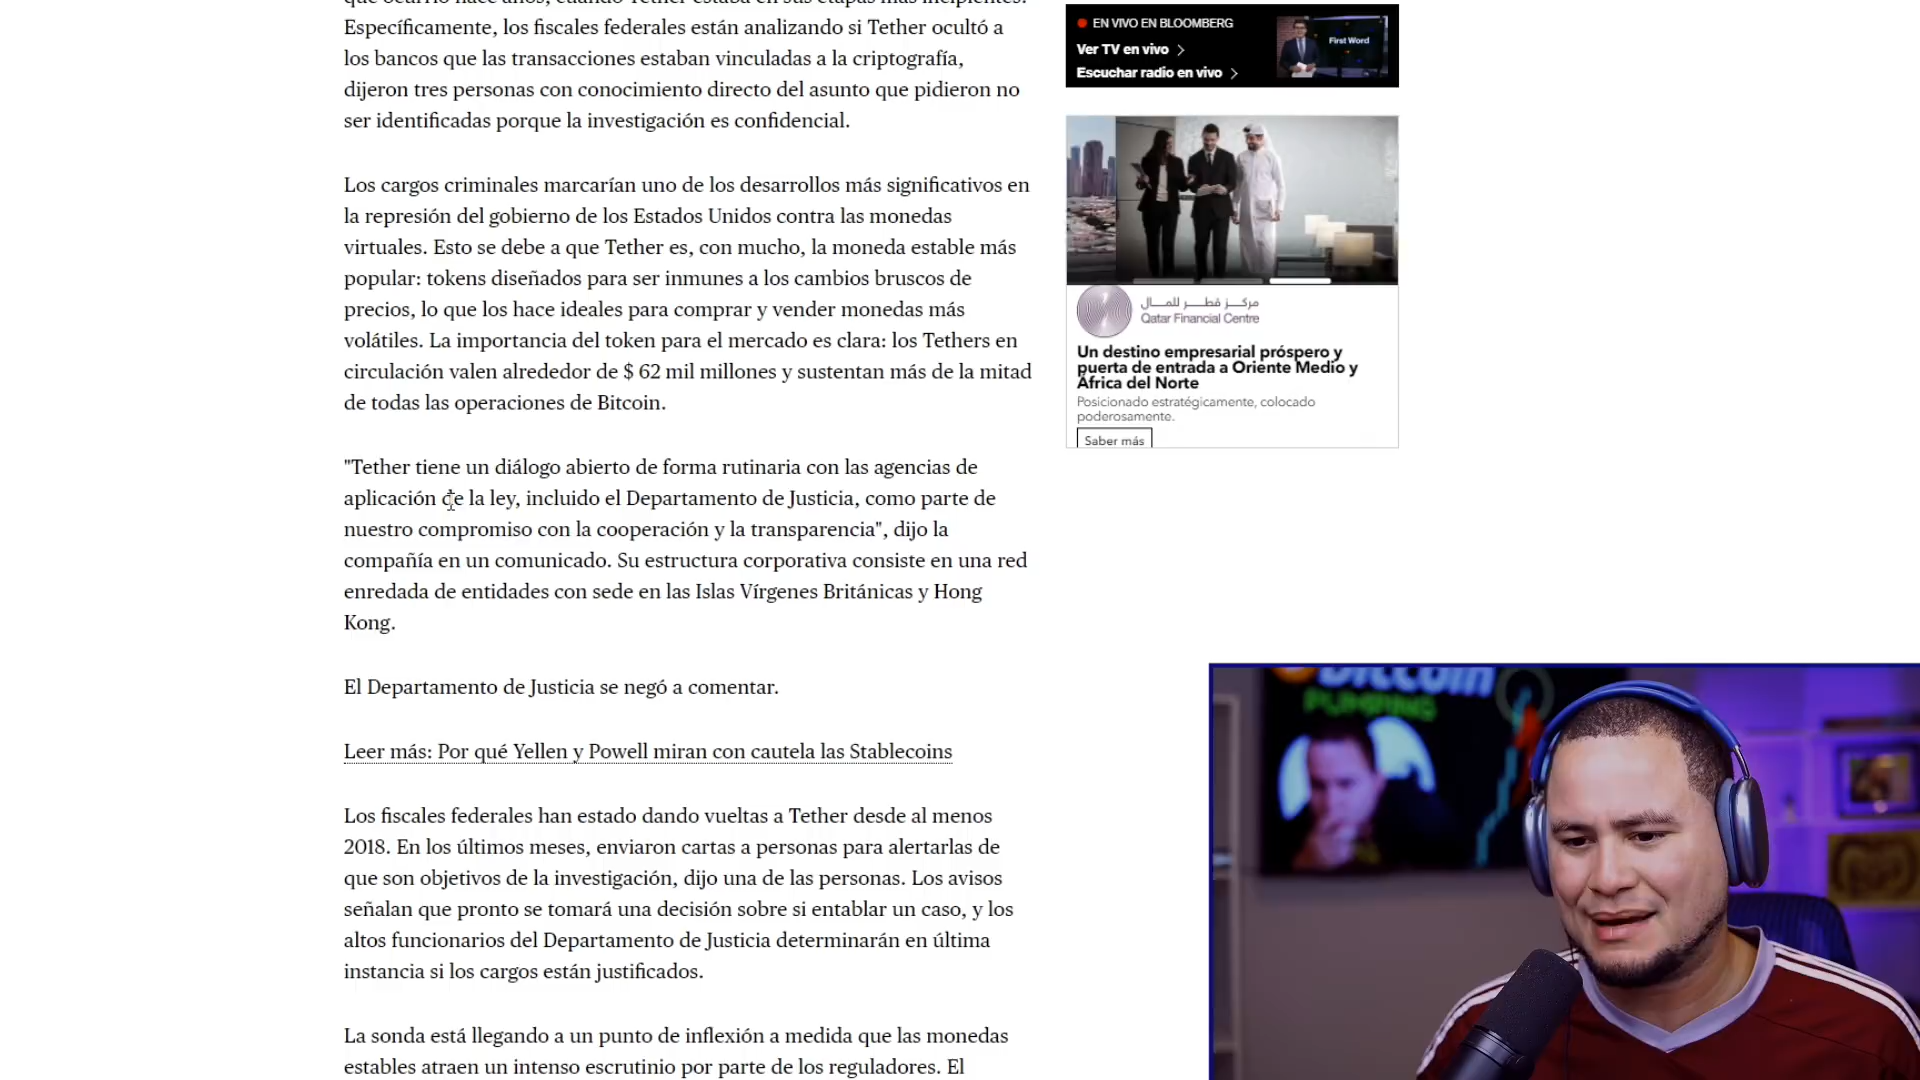 Específicamente, los fiscales federales están analizando si Tether ocultó a
los bancos que las transacciones estaban vinculadas a la criptografía,
dijeron tres personas con conocimiento directo del asunto que pidieron no
ser identificadas porque la investigación es confidencial.
Los cargos criminales marcarían uno de los desarrollos más significativos en
la represión del gobierno de los Estados Unidos contra las monedas
virtuales. Esto se debe a que Tether es, con mucho, la moneda estable más
popular: tokens diseñados para ser inmunes a los cambios bruscos de
precios, lo que los hace ideales para comprar y vender monedas más
volátiles. La importancia del token para el mercado es clara: los Tethers en
circulación valen alrededor de $ 62 mil millones y sustentan más de la mitad
de todas las operaciones de Bitcoin.
"Tether tiene un diálogo abierto de forma rutinaria con las agencias de
aplicación de la ley, incluido el Departamento de Justicia, como parte de
nuestro compromiso con la cooperación y la transparencia", dijo la
compañía en un comunicado. Su estructura corporativa consiste en una red
enredada de entidades con sede en las Islas Vírgenes Británicas y Hong
Kong.
El Departamento de Justicia se negó a comentar.
Leer más: Por qué Yellen y Powell miran con cautela las Stablecoins
Los fiscales federales han estado dando vueltas a Tether desde al menos
2018. En los últimos meses, enviaron cartas a personas para alertarlas de
que son objetivos de la investigación, dijo una de las personas. Los avisos
señalan que pronto se tomará una decisión sobre si entablar un caso, y los
altos funcionarios del Departamento de Justicia determinarán en última
instancia si los cargos están justificados.
La sonda está llegando a un punto de inflexión a medida que las monedas
estables atraen un intenso escrutinio por parte de los reguladores. El
EN VIVO EN BLOOMBERG
Ver TV en vivo
Escuchar radio en vivo
First Word
مركز قطر للمال
Qatar Financial Centre
Un destino empresarial próspero y
puerta de entrada a Oriente Medio y
África del Norte
Posicionado estratégicamente, colocado
poderosamente.
Saber más
Bitcoin
PUMPING